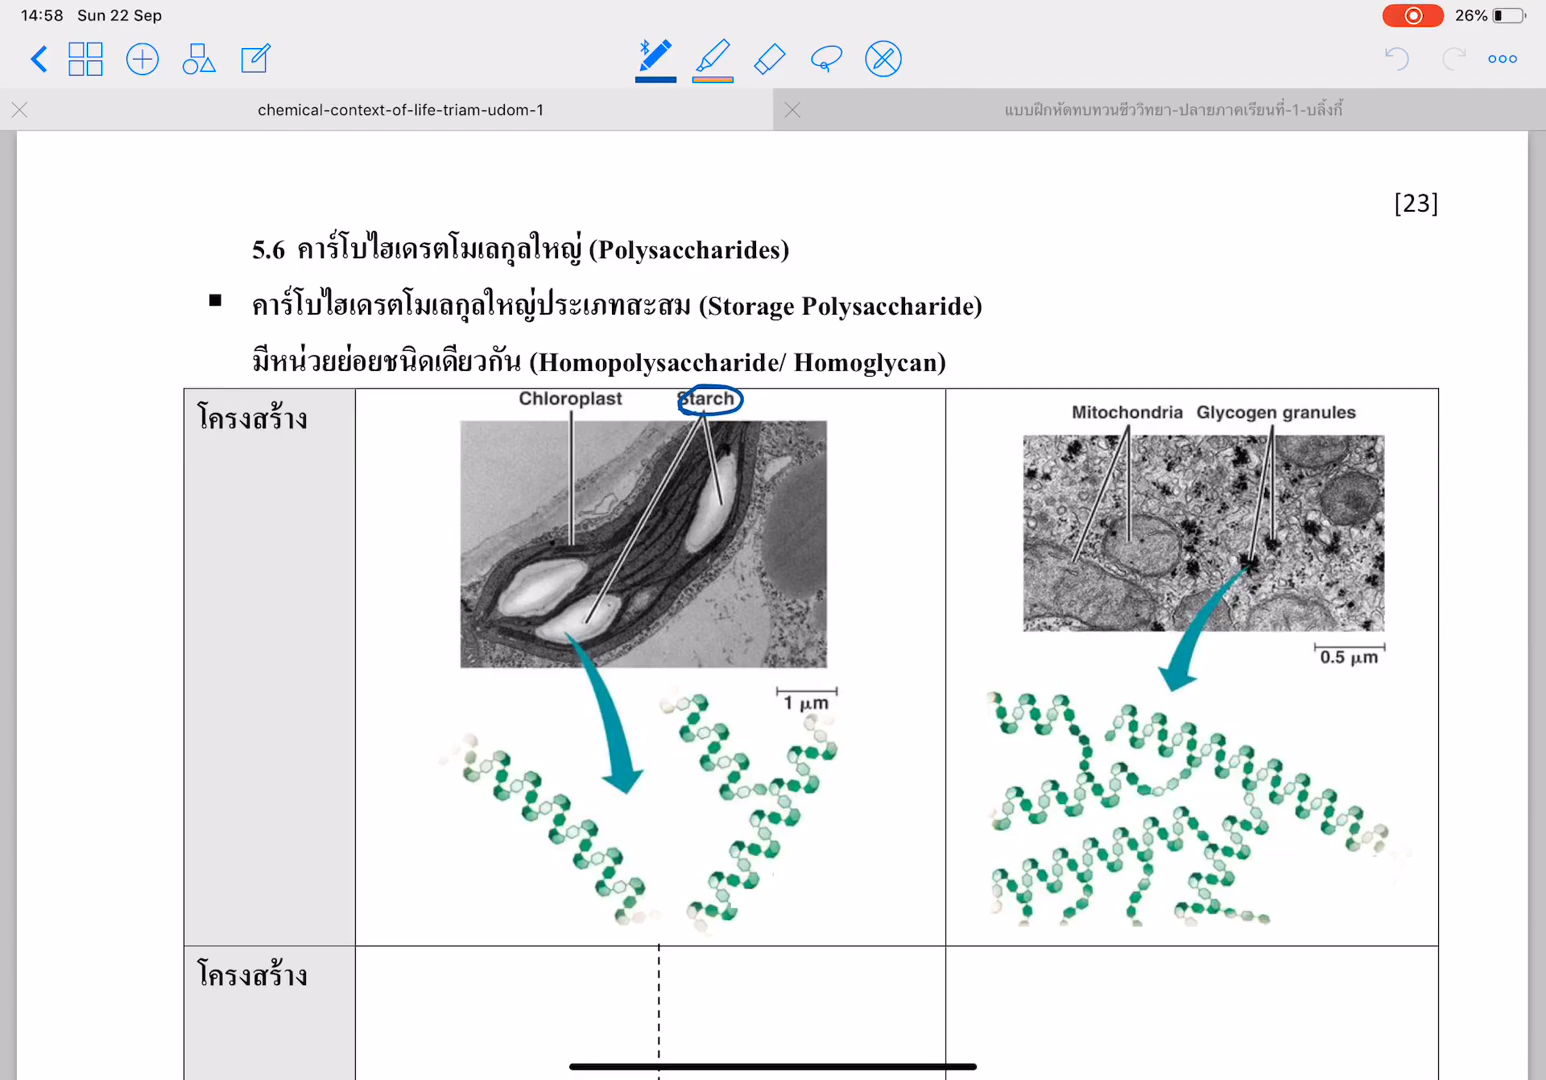 14:58 Sun 22 Sep
26%
chemical-context-of-life-triam-udom-1
แบบฝึกหัดทบทวนชีววิทยา-ปลายภาคเรียนที่-1-บลิ้งกี้
[23]
5.6 คาร์โบไฮเดรตโมเลกุลใหญ่ (Polysaccharides)
คาร์โบไฮเดรตโมเลกุลใหญ่ประเภทสะสม (Storage Polysaccharide)
มีหน่วยย่อยชนิดเดียวกัน (Homopolysaccharide/ Homoglycan)
โครงสร้าง
Chloroplast Starch
Mitochondria Glycogen granules
0.5 µm
1 µm
โครงสร้าง